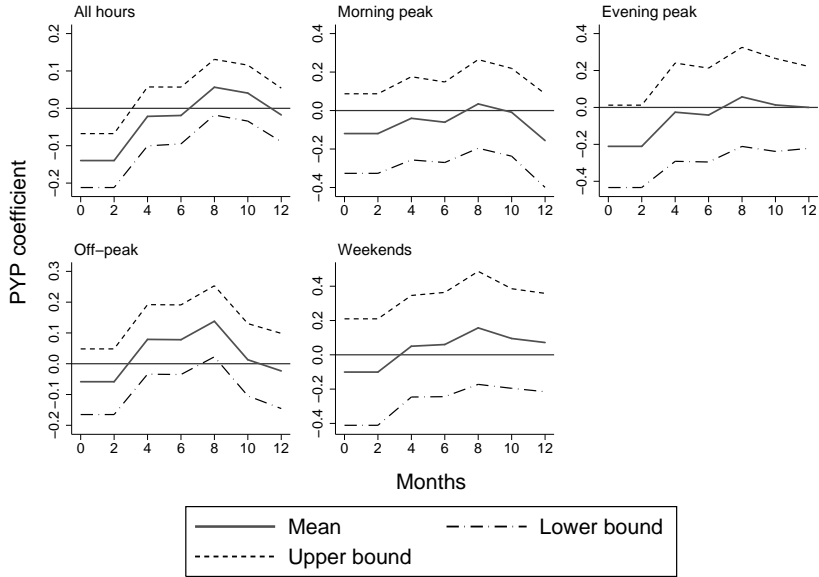 All hours
Morning peak
Evening peak
0.2
0.1
0.0
−0.1
−0.2
0.4
0.2
0.0
−0.2
−0.4
0.4
0.2
0.0
−0.2
−0.4
0 2 4 6 8 10 12
0 2 4 6 8 10 12
0 2 4 6 8 10 12
PYP coefficient
Off−peak
Weekends
0.3
0.2
0.1
0.0
−0.1
−0.2
0.4
0.2
0.0
−0.2
−0.4
0 2 4 6 8 10 12
0 2 4 6 8 10 12
Months
Mean
Lower bound
Upper bound